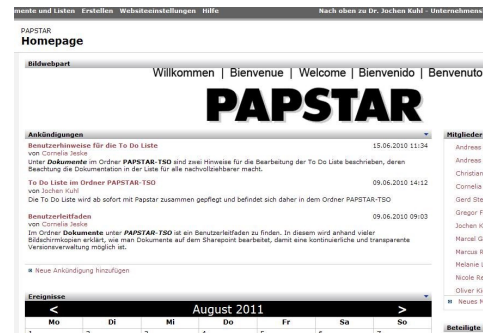 mente und Listen Erstellen Websiteeinstellungen Hilfe Nach oben zu Dr. Jochen Kuhl - Unternehmens
PAPSTAR
Homepage
Bildwebpart
Willkommen | Bienvenue | Welcome | Bienvenido | Benvenuto
PAPSTAR
Ankündigungen
Benutzerhinweise für die To Do Liste 15.06.2010 11:34
von Cornelia Jeske
Unter Dokumente im Ordner PAPSTAR-TSO sind zwei Hinweise für die Bearbeitung der To Do Liste beschrieben, deren
Beachtung die Dokumentation in der Liste für alle nachvollziehbarer macht.
To Do Liste im Ordner PAPSTAR-TSO 09.06.2010 14:12
von Jochen Kuhl
Die To Do Liste wird ab sofort mit Papstar zusammen gepflegt und befindet sich daher in dem Ordner PAPSTAR-TSO
Benutzerleitfaden 09.06.2010 09:03
von Cornelia Jeske
Im Ordner Dokumente unter PAPSTAR-TSO ist ein Benutzerleitfaden zu finden. In diesem wird anhand vieler
Bildschirmkopien erklärt, wie man Dokumente auf dem Sharepoint bearbeitet, damit eine kontinuierliche und transparente
Versionsverwaltung möglich ist.
Neue Ankündigung hinzufügen
Ereignisse
< August 2011 >
Mo Di Mi Do Fr Sa So
1 2 3 4 5 6 7
Mitglieder
Andreas
Andreas
Christian
Cornelia
Gerd Ste
Gregor F
Jochen K
Marcel G
Marcus R
Melanie L
Nicole Re
Oliver Ki
Neues M
Beteiligte